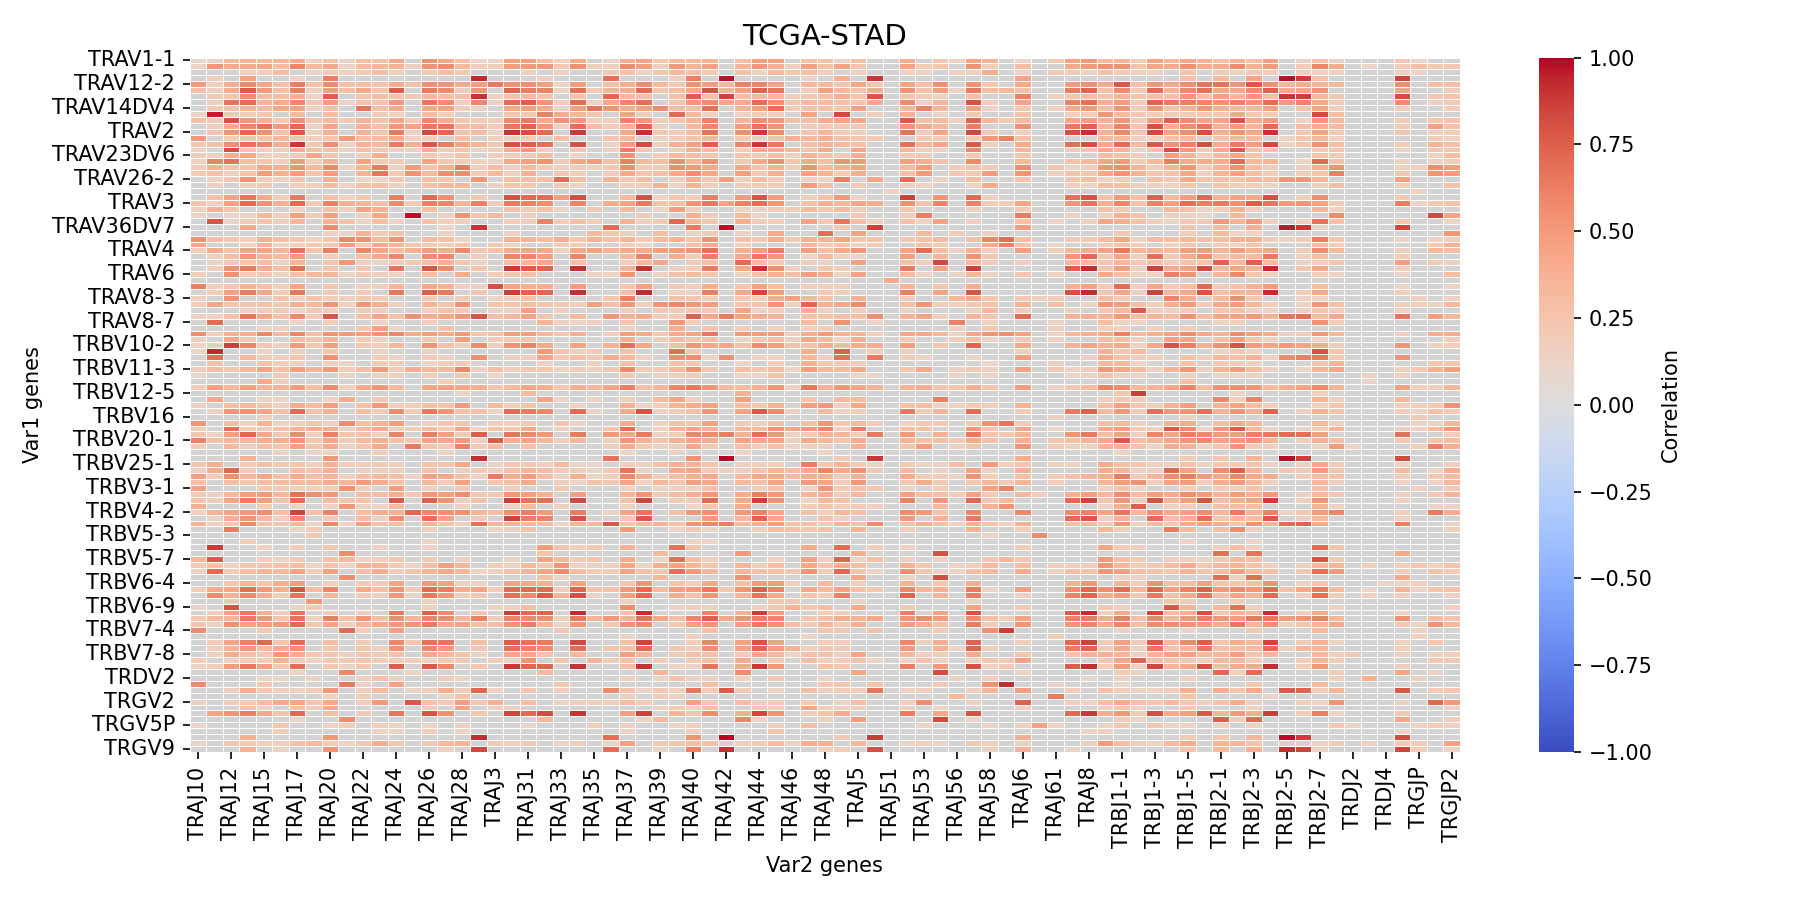 TCGA-STAD
Var1 genes
TRAV1-1
TRAV12-2
TRAV14DV4
TRAV2
TRAV23DV6
TRAV26-2
TRAV3
TRAV36DV7
TRAV4
TRAV6
TRAV8-3
TRAV8-7
TRBV10-2
TRBV11-3
TRBV12-5
TRBV16
TRBV20-1
TRBV25-1
TRBV3-1
TRBV4-2
TRBV5-3
TRBV5-7
TRBV6-4
TRBV6-9
TRBV7-4
TRBV7-8
TRDV2
TRGV2
TRGV5P
TRGV9
TRAJ10
TRAJ12
TRAJ15
TRAJ17
TRAJ20
TRAJ22
TRAJ24
TRAJ26
TRAJ28
TRAJ3
TRAJ31
TRAJ33
TRAJ35
TRAJ37
TRAJ39
TRAJ40
TRAJ42
TRAJ44
TRAJ46
TRAJ48
TRAJ5
TRAJ51
TRAJ53
TRAJ56
TRAJ58
TRAJ6
TRAJ61
TRAJ8
TRBJ1-1
TRBJ1-3
TRBJ1-5
TRBJ2-1
TRBJ2-3
TRBJ2-5
TRBJ2-7
TRDJ2
TRDJ4
TRGJP
TRGJP2
Var2 genes
1.00
0.75
0.50
0.25
0.00
−0.25
−0.50
−0.75
−1.00
Correlation